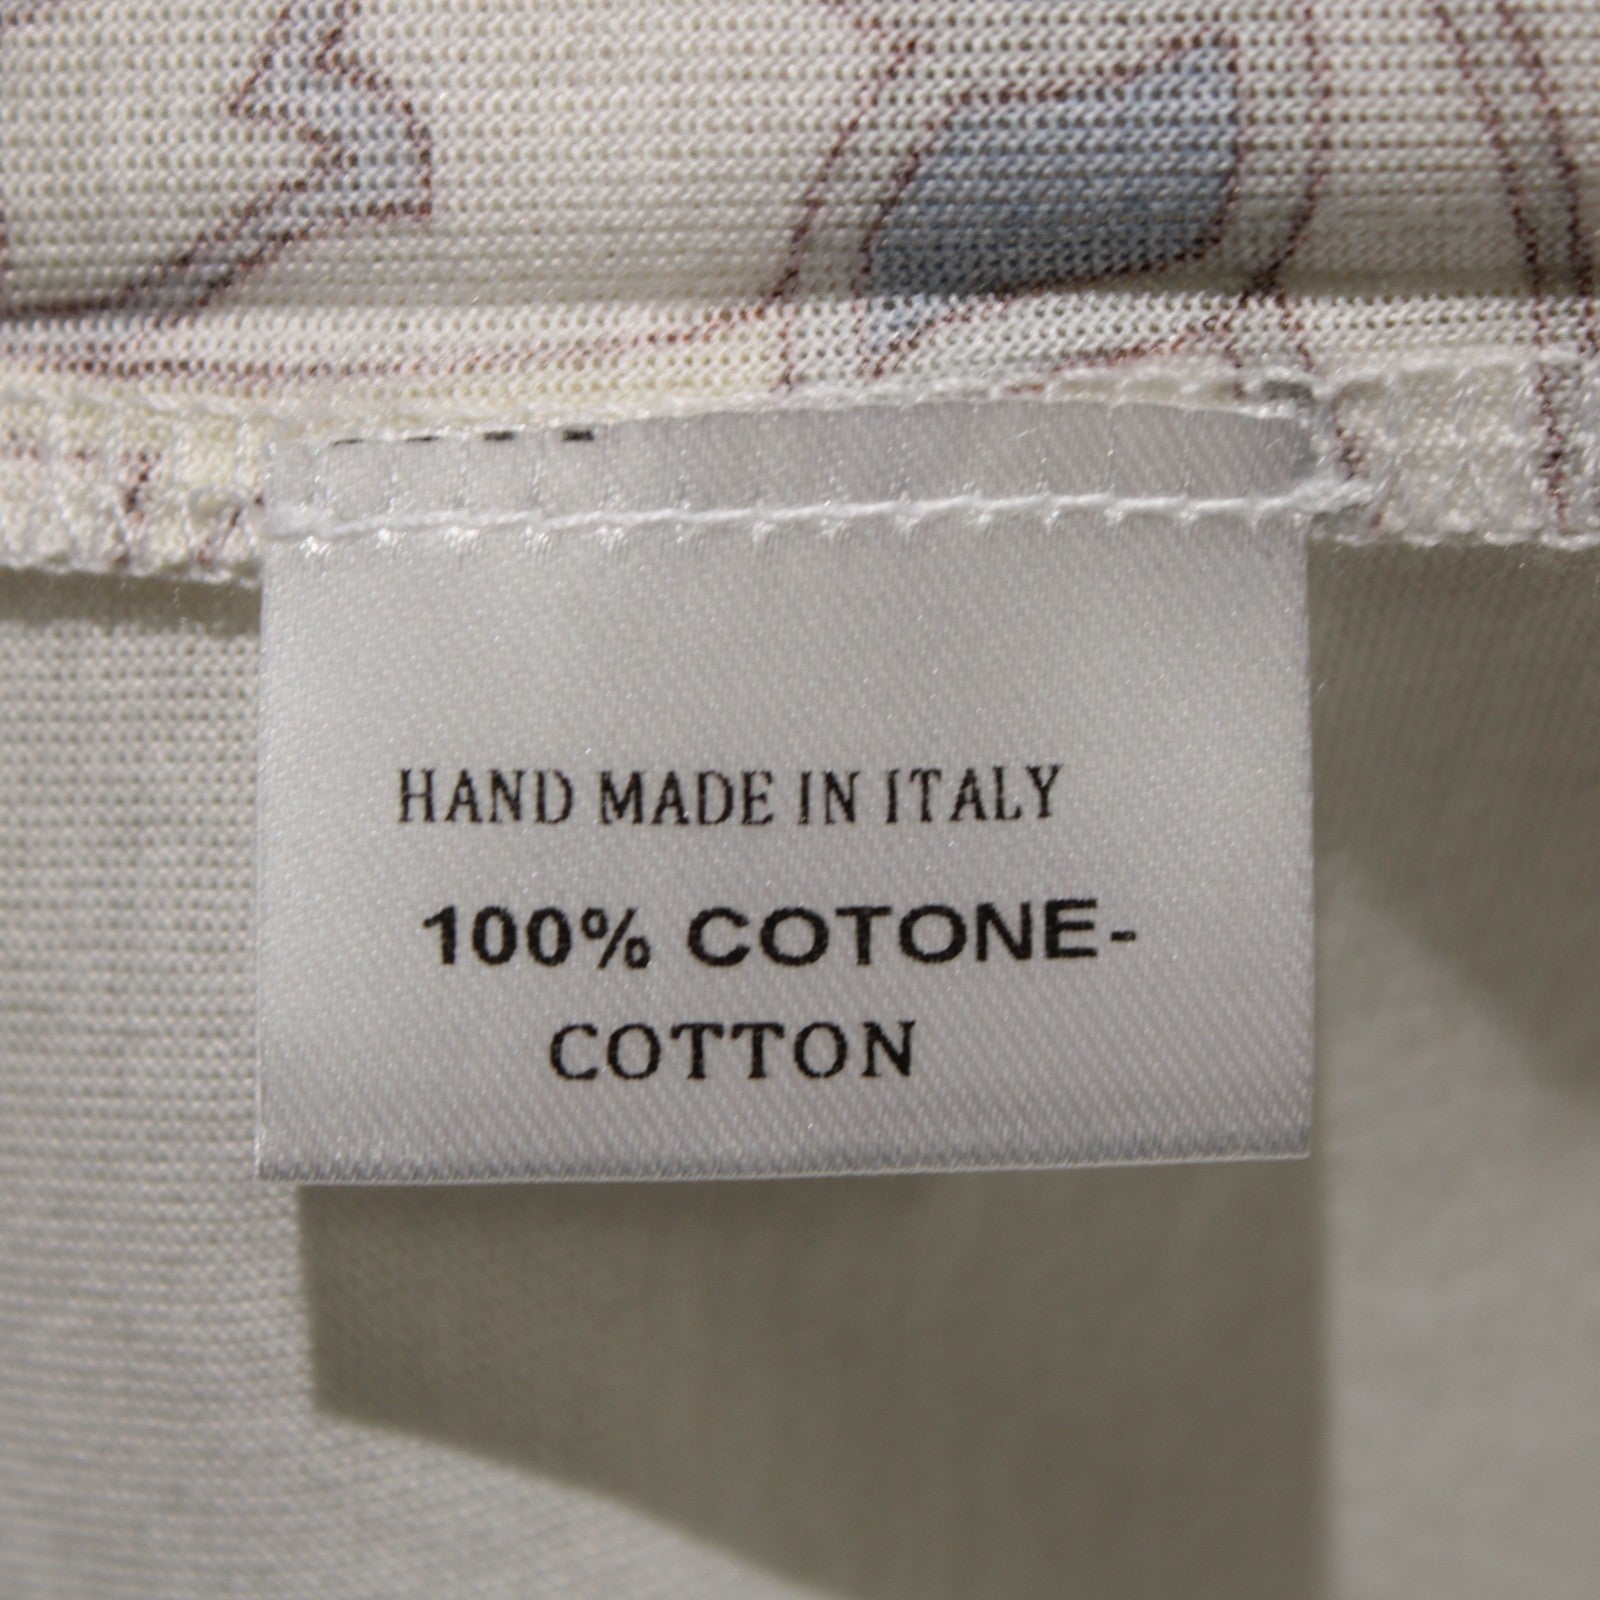 HAND MADE IN ITALY
100% COTONE-
COTTON